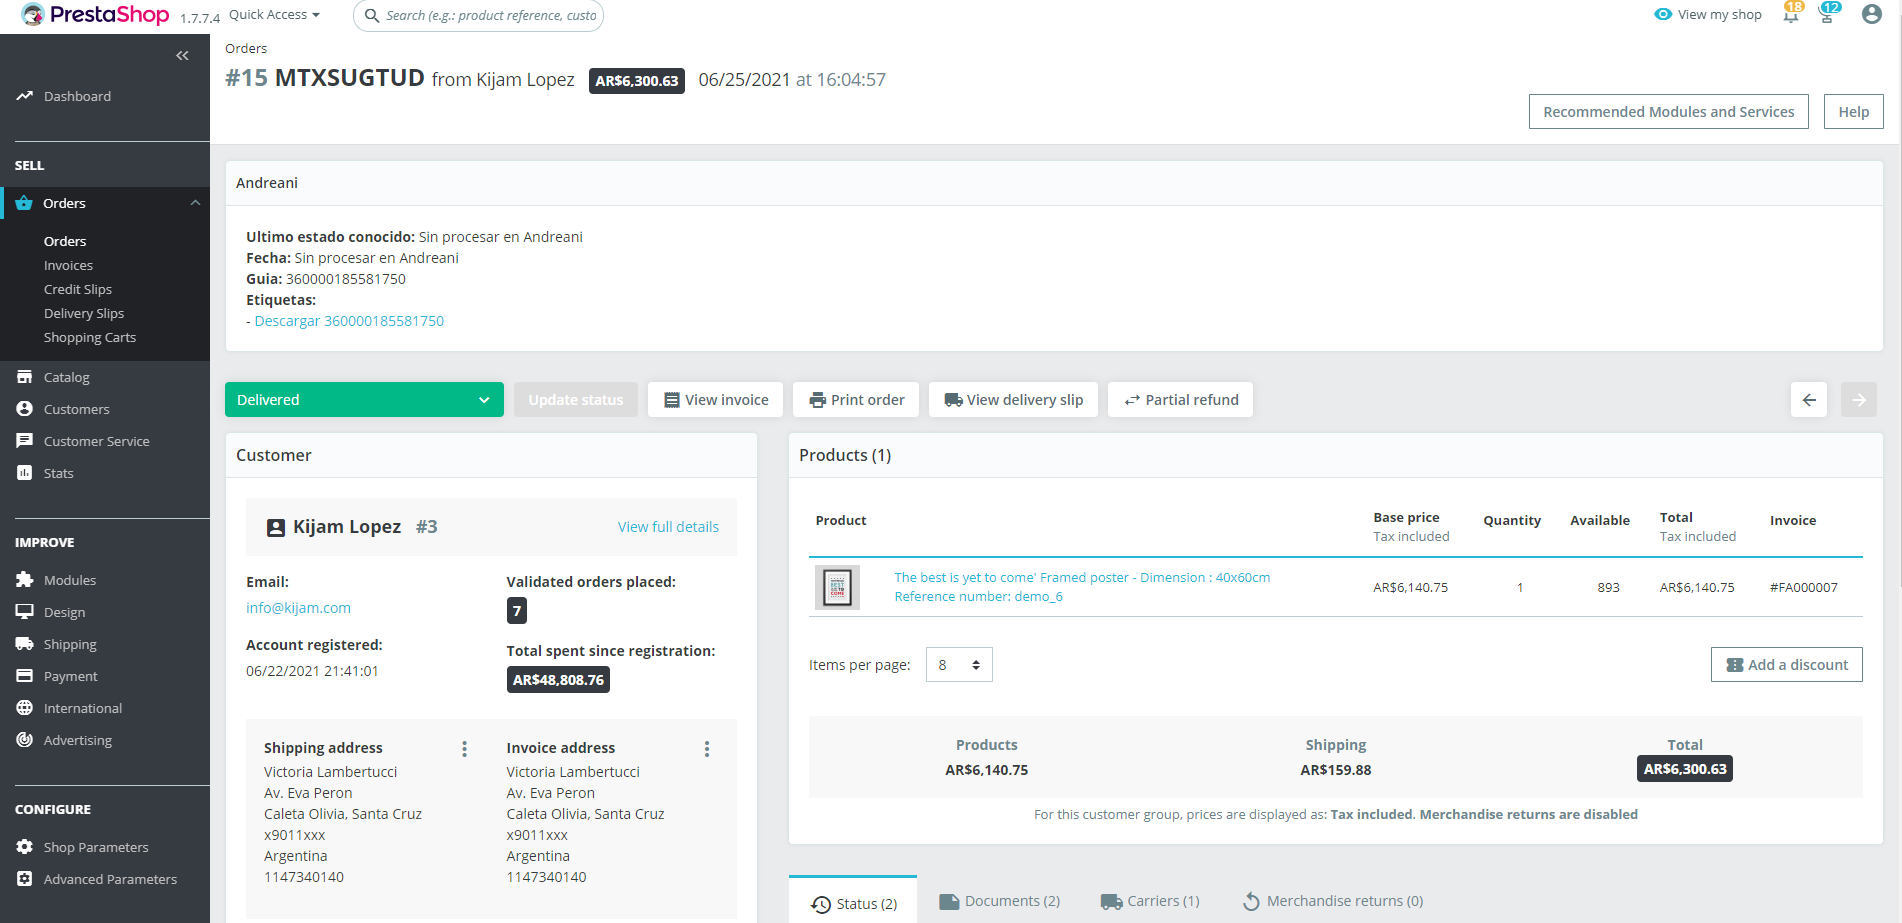 PrestaShop 1.7.7.4 Quick Access Search (e.g.: product reference, custo View my shop 18 12
Dashboard
SELL
Orders
Orders
Invoices
Credit Slips
Delivery Slips
Shopping Carts
Catalog
Customers
Customer Service
Stats
IMPROVE
Modules
Design
Shipping
Payment
International
Advertising
CONFIGURE
Shop Parameters
Advanced Parameters
Orders
#15 MTXSUGTUD from Kijam Lopez AR$6,300.63 06/25/2021 at 16:04:57
Recommended Modules and Services Help
Andreani
Ultimo estado conocido: Sin procesar en Andreani
Fecha: Sin procesar en Andreani
Guia: 360000185581750
Etiquetas:
- Descargar 360000185581750
Delivered Update status View invoice Print order View delivery slip Partial refund
Customer
Kijam Lopez #3 View full details
Email:
info@kijam.com
Account registered:
06/22/2021 21:41:01
Validated orders placed:
7
Total spent since registration:
AR$48,808.76
Shipping address
Victoria Lambertucci
Av. Eva Peron
Caleta Olivia, Santa Cruz
x9011xxx
Argentina
1147340140
Invoice address
Victoria Lambertucci
Av. Eva Peron
Caleta Olivia, Santa Cruz
x9011xxx
Argentina
1147340140
Products (1)
Product Base price Quantity Available Total Invoice
Tax included Tax included
The best is yet to come' Framed poster - Dimension : 40x60cm AR$6,140.75 1 893 AR$6,140.75 #FA000007
Reference number: demo_6
Items per page: 8 Add a discount
Products Shipping Total
AR$6,140.75 AR$159.88 AR$6,300.63
For this customer group, prices are displayed as: Tax included. Merchandise returns are disabled
Status (2) Documents (2) Carriers (1) Merchandise returns (0)